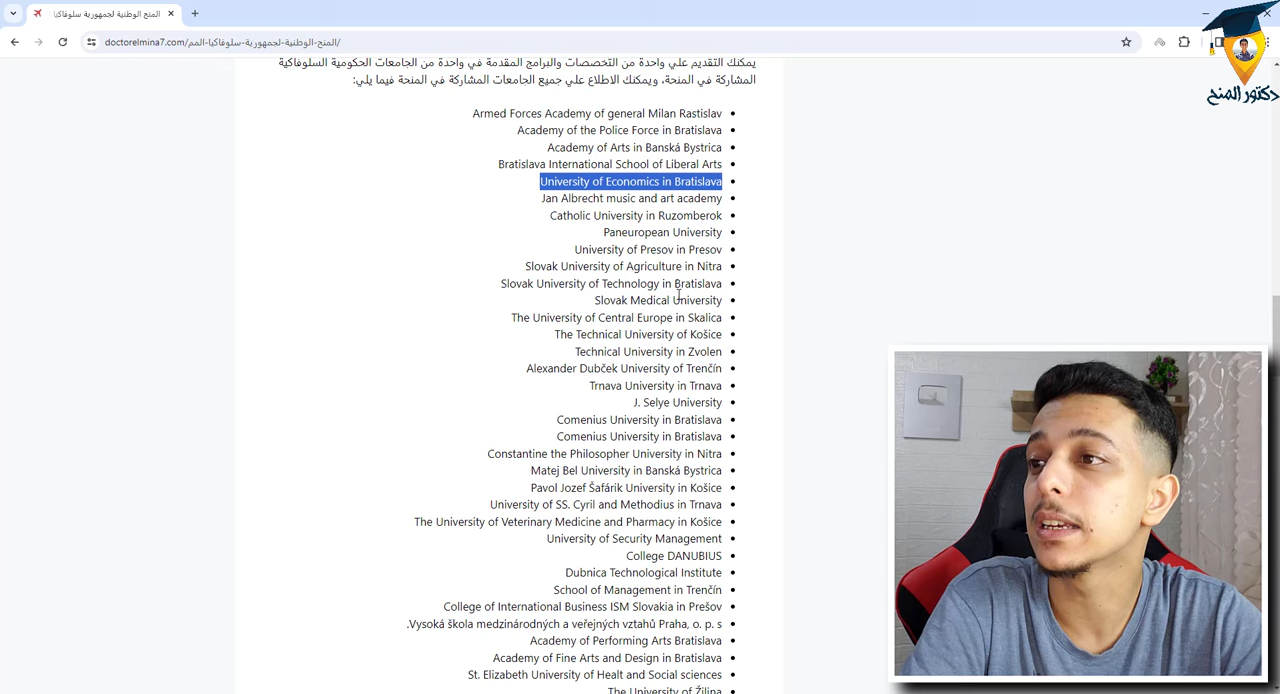 المنح الوطنية لجمهورية سلوفاكيا
doctorelmina7.com/المنح-الوطنية-لجمهورية-سلوفاكيا-المم/
دكتور المنح
يمكنك التقديم علي واحدة من التخصصات والبرامج المقدمة في واحدة من الجامعات الحكومية السلوفاكية
المشاركة في المنحة، ويمكنك الاطلاع علي جميع الجامعات المشاركة في المنحة فيما يلي:
Armed Forces Academy of general Milan Rastislav
Academy of the Police Force in Bratislava
Academy of Arts in Banská Bystrica
Bratislava International School of Liberal Arts
University of Economics in Bratislava
Jan Albrecht music and art academy
Catholic University in Ruzomberok
Paneuropean University
University of Presov in Presov
Slovak University of Agriculture in Nitra
Slovak University of Technology in Bratislava
Slovak Medical University
The University of Central Europe in Skalica
The Technical University of Košice
Technical University in Zvolen
Alexander Dubček University of Trenčín
Trnava University in Trnava
J. Selye University
Comenius University in Bratislava
Comenius University in Bratislava
Constantine the Philosopher University in Nitra
Matej Bel University in Banská Bystrica
Pavol Jozef Šafárik University in Košice
University of SS. Cyril and Methodius in Trnava
The University of Veterinary Medicine and Pharmacy in Košice
University of Security Management
College DANUBIUS
Dubnica Technological Institute
School of Management in Trenčín
College of International Business ISM Slovakia in Prešov
.Vysoká škola medzinárodných a veřejných vztahů Praha, o. p. s
Academy of Performing Arts Bratislava
Academy of Fine Arts and Design in Bratislava
St. Elizabeth University of Healt and Social sciences
The University of Žilina